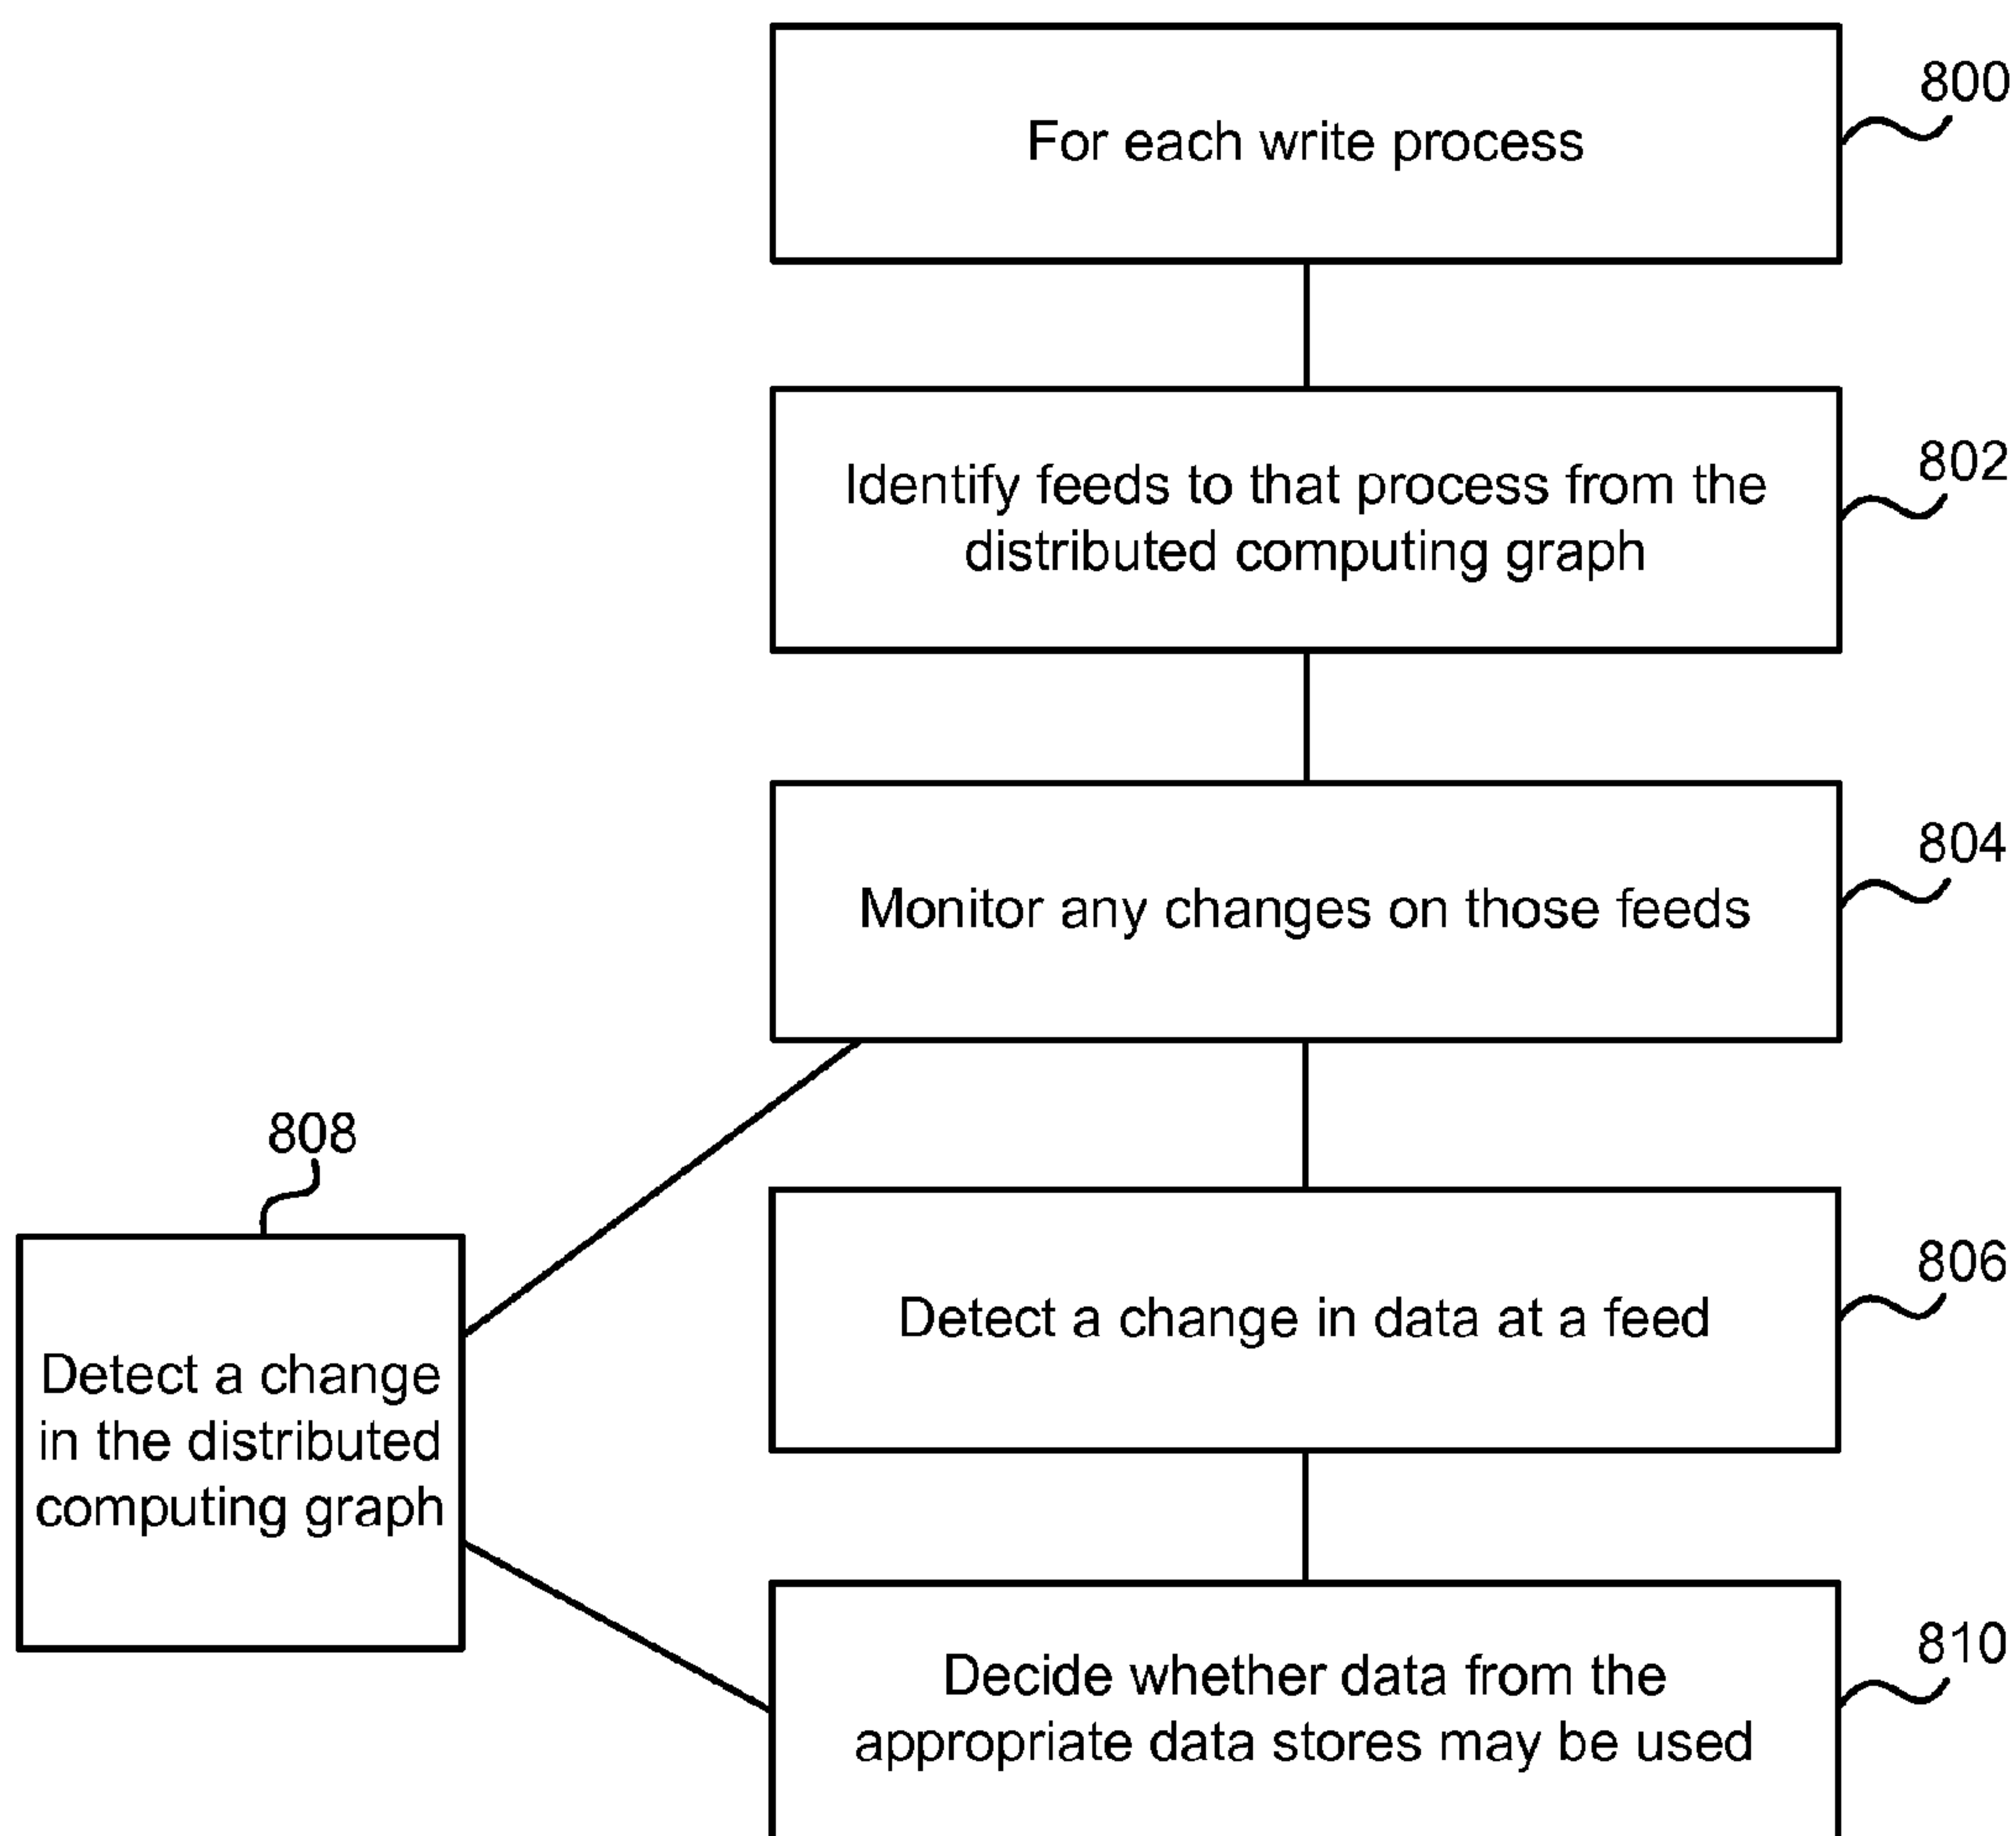 For each write process
800
Identify feeds to that process from the
distributed computing graph
802
Monitor any changes on those feeds
804
808
Detect a change
in the distributed
computing graph
Detect a change in data at a feed
806
Decide whether data from the
appropriate data stores may be used
810